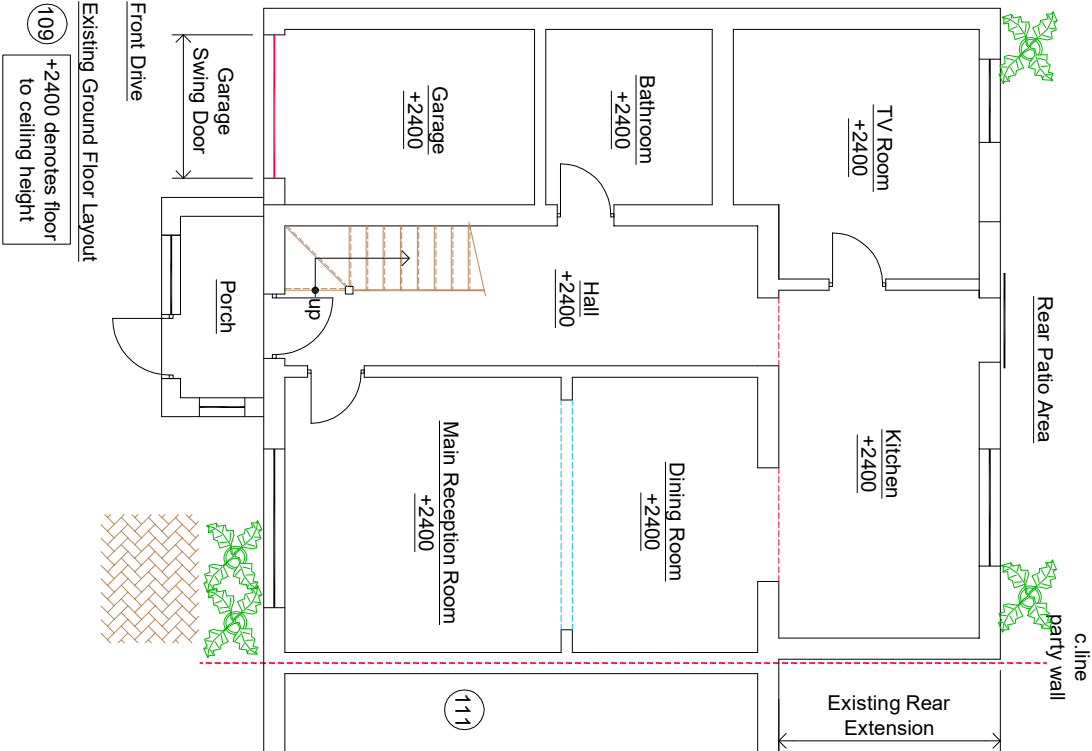 Rear Patio Area
TV Room
+2400
Kitchen
+2400
c.line
party wall
Existing Rear
Extension
Bathroom
+2400
Hall
+2400
Dining Room
+2400
Garage
+2400
up
Main Reception Room
+2400
111
Garage
Swing Door
Porch
Front Drive
Existing Ground Floor Layout
109
+2400 denotes floor
to ceiling height